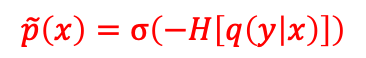 p̃(x) = σ(−H[q(y|x)])